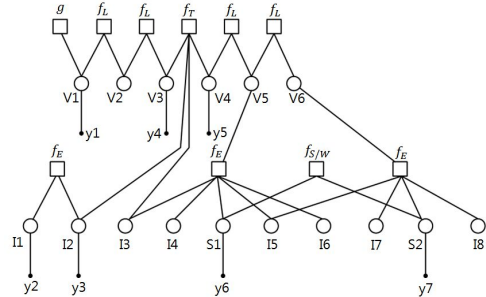 g f_L f_L f_T f_L f_L
V1 V2 V3 V4 V5 V6
y1 y4 y5
f_E f_E f_{S/W} f_E
I1 I2 I3 I4 S1 I5 I6 I7 S2 I8
y2 y3 y6 y7